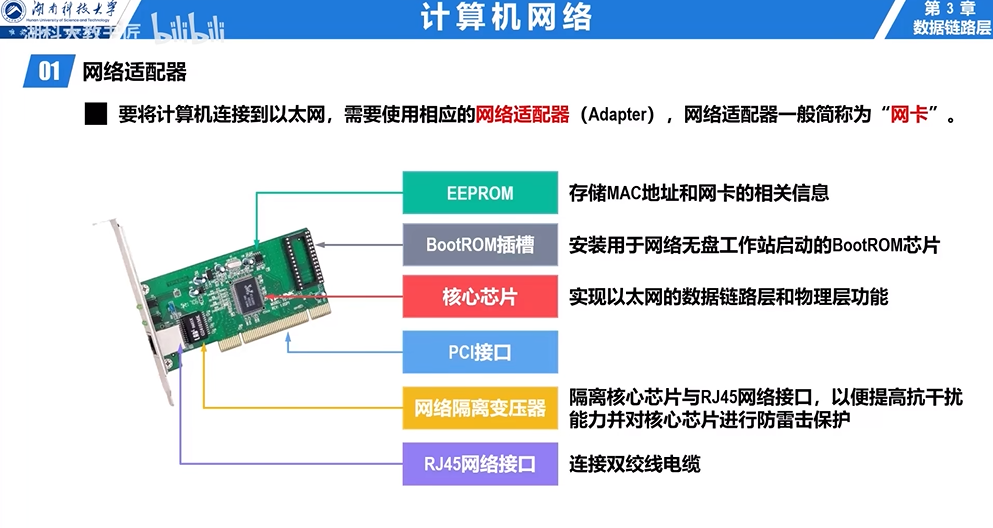 湖南科技大学
Hunan University of Science and Technology
计算机网络
第 3 章
数据链路层
湖科大教书匠 bilibili
01 网络适配器
要将计算机连接到以太网，需要使用相应的网络适配器（Adapter），网络适配器一般简称为“网卡”。
EEPROM 存储MAC地址和网卡的相关信息
BootROM插槽 安装用于网络无盘工作站启动的BootROM芯片
核心芯片 实现以太网的数据链路层和物理层功能
PCI接口
网络隔离变压器 隔离核心芯片与RJ45网络接口，以便提高抗干扰
能力并对核心芯片进行防雷击保护
RJ45网络接口 连接双绞线电缆